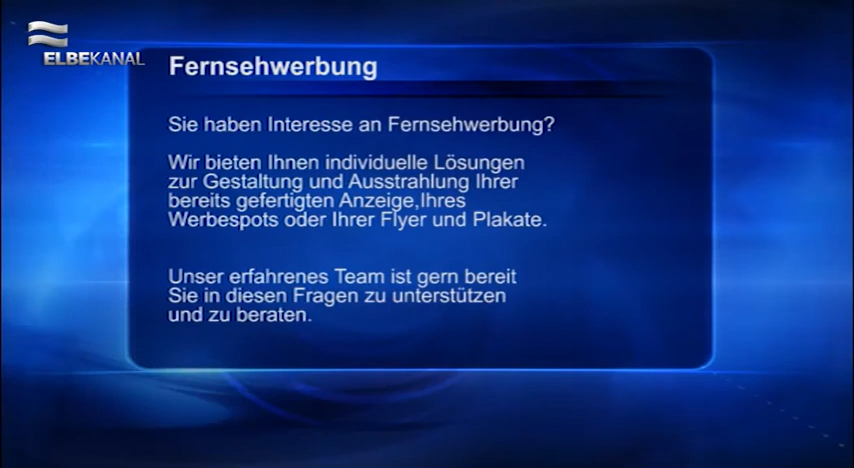 ELBEKANAL
Fernsehwerbung
Sie haben Interesse an Fernsehwerbung?
Wir bieten Ihnen individuelle Lösungen
zur Gestaltung und Ausstrahlung Ihrer
bereits gefertigten Anzeige,Ihres
Werbespots oder Ihrer Flyer und Plakate.
Unser erfahrenes Team ist gern bereit
Sie in diesen Fragen zu unterstützen
und zu beraten.